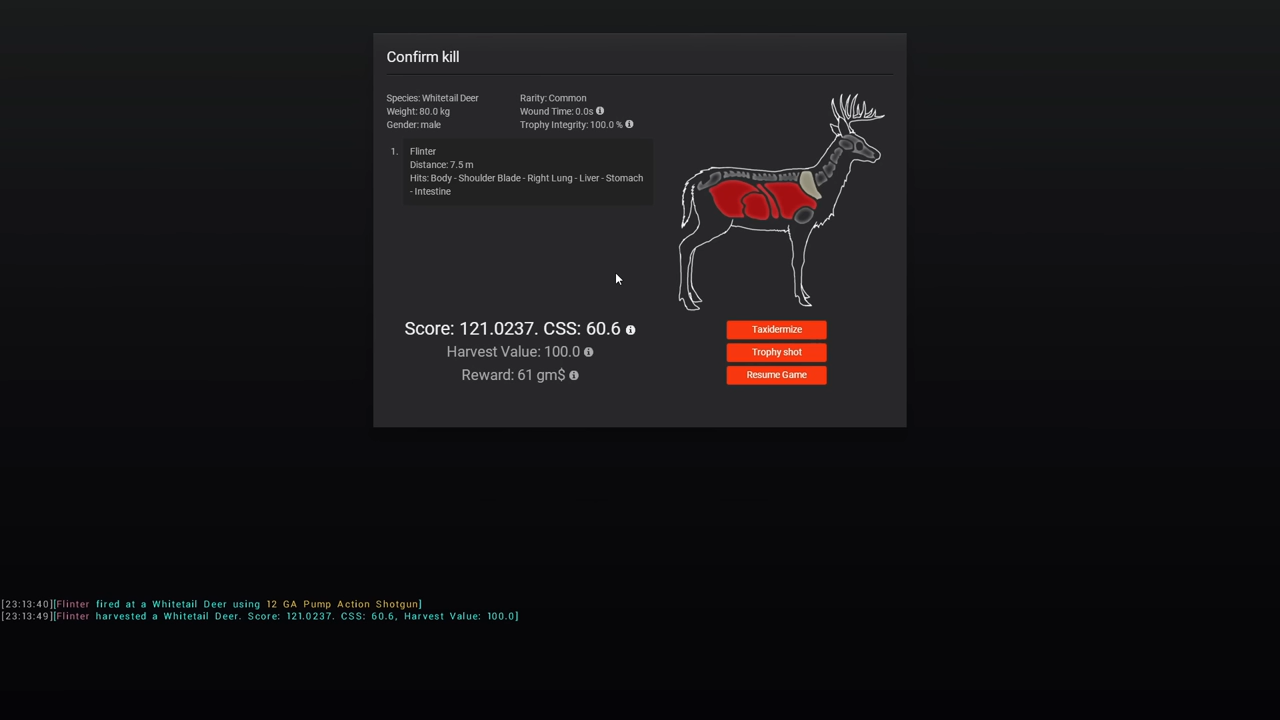 Confirm kill
Species: Whitetail Deer
Weight: 80.0 kg
Gender: male
Rarity: Common
Wound Time: 0.0s
Trophy Integrity: 100.0 %
1. Flinter
Distance: 7.5 m
Hits: Body - Shoulder Blade - Right Lung - Liver - Stomach
- Intestine
Score: 121.0237. CSS: 60.6
Harvest Value: 100.0
Reward: 61 gm$
Taxidermize
Trophy shot
Resume Game
[23:13:40][Flinter fired at a Whitetail Deer using 12 GA Pump Action Shotgun]
[23:13:49][Flinter harvested a Whitetail Deer. Score: 121.0237. CSS: 60.6, Harvest Value: 100.0]